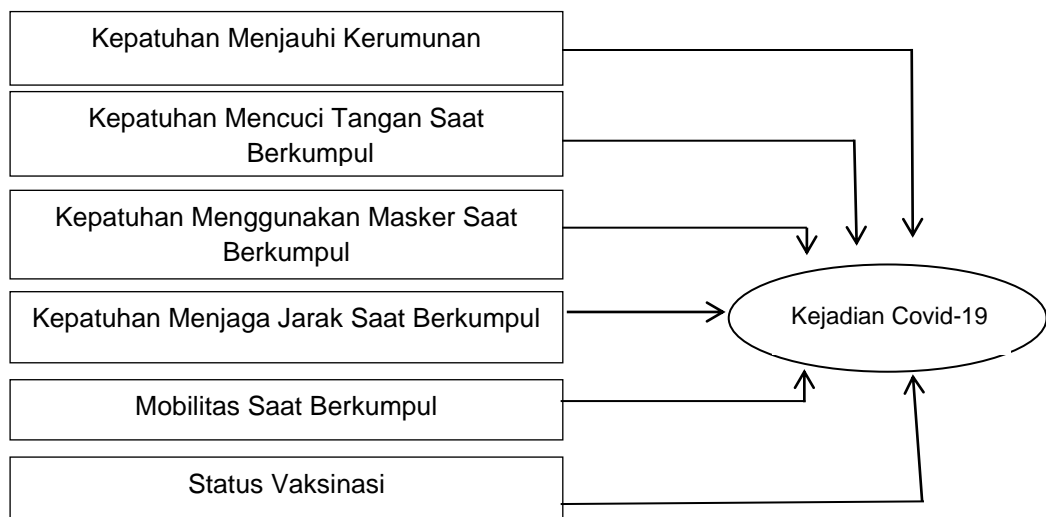 Kepatuhan Menjauhi Kerumunan
Kepatuhan Mencuci Tangan Saat
Berkumpul
Kepatuhan Menggunakan Masker Saat
Berkumpul
Kepatuhan Menjaga Jarak Saat Berkumpul
Kejadian Covid-19
Mobilitas Saat Berkumpul
Status Vaksinasi